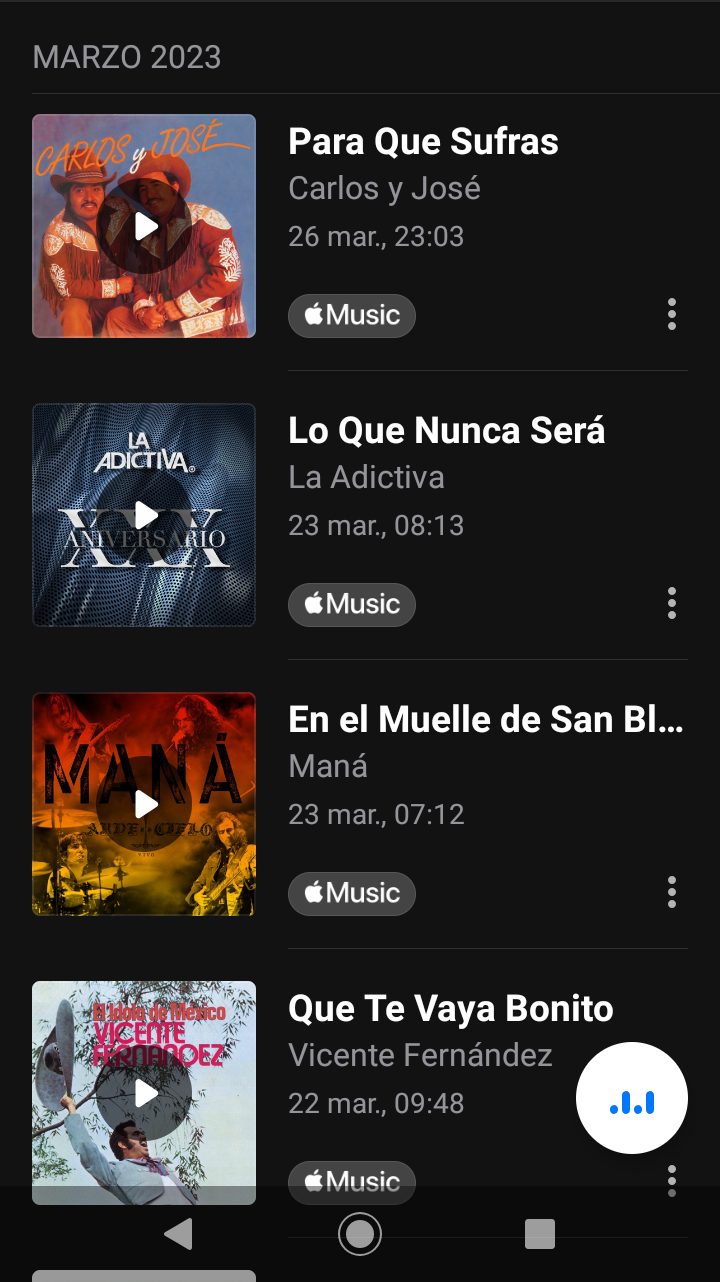 MARZO 2023
CARLOS y JOSÉ
Para Que Sufras
Carlos y José
26 mar., 23:03
Music
LA
ADICTIVA®
XXX
ANIVERSARIO
Lo Que Nunca Será
La Adictiva
23 mar., 08:13
Music
MANÁ
ARDE EL CIELO
VIVO
En el Muelle de San Bl…
Maná
23 mar., 07:12
Music
El Idolo de México
VICENTE
FERNANDEZ
Que Te Vaya Bonito
Vicente Fernández
22 mar., 09:48
Music